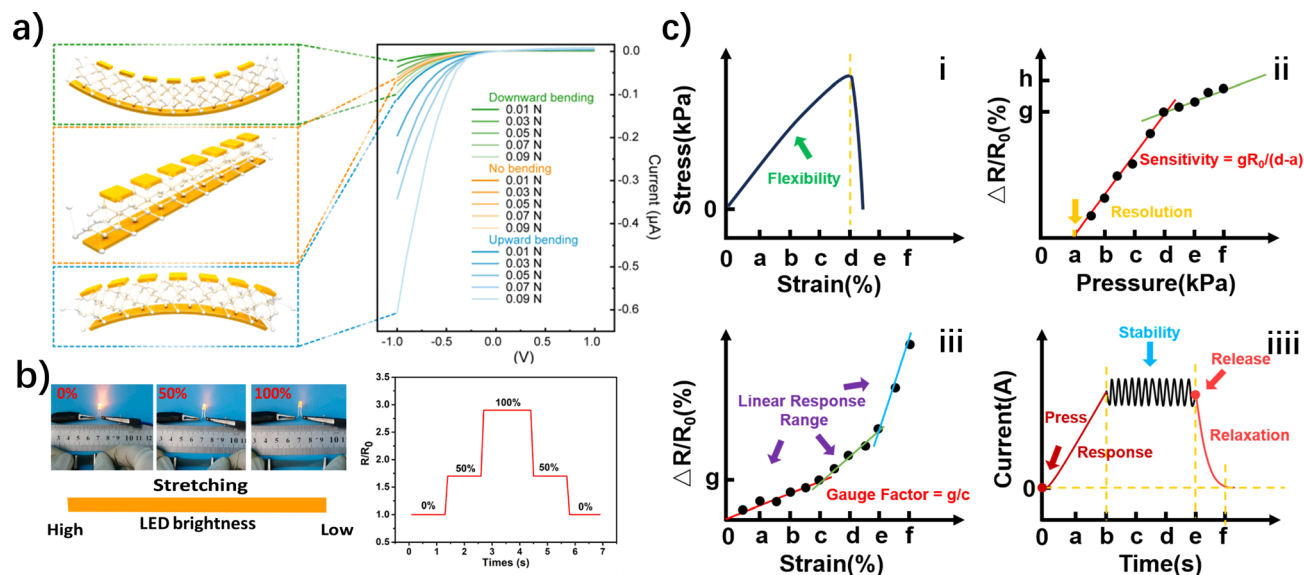 a)
Downward bending
0.01 N
0.03 N
0.05 N
0.07 N
0.09 N
No bending
0.01 N
0.03 N
0.05 N
0.07 N
0.09 N
Upward bending
0.01 N
0.03 N
0.05 N
0.07 N
0.09 N
0.0
-0.1
-0.2
-0.3
-0.4
-0.5
-0.6
Current (μA)
-1.0 -0.5 0.0 0.5 1.0
(V)
b)
0% 50% 100%
Stretching
LED brightness
High Low
3.5
3.0
2.5
2.0
1.5
1.0
0.5
R/R0
0% 50% 100% 50% 0%
0 1 2 3 4 5 6 7
Times (s)
c)
i
Stress(kPa)
Flexibility
0
0 a b c d e f
Strain(%)
ii
h
g
△R/R0(%)
Sensitivity = gR0/(d-a)
Resolution
0 a b c d e f
Pressure(kPa)
iii
△R/R0(%)
Linear Response
Range
g
Gauge Factor = g/c
0 a b c d e f
Strain(%)
iiii
Stability
Release
Current(A)
Press
Response
Relaxation
0
0 a b c d e f
Time(s)